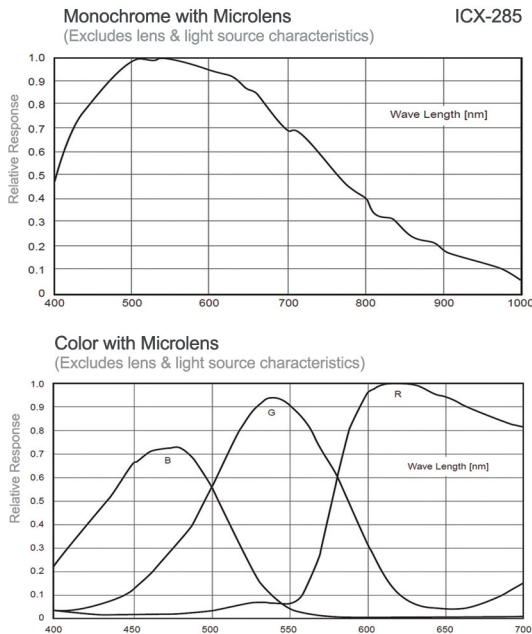 Monochrome with Microlens ICX-285
(Excludes lens & light source characteristics)
Relative Response
1.0
0.9
0.8
0.7
0.6
0.5
0.4
0.3
0.2
0.1
0
Wave Length [nm]
400 500 600 700 800 900 1000
Color with Microlens
(Excludes lens & light source characteristics)
Relative Response
1.0
0.9
0.8
0.7
0.6
0.5
0.4
0.3
0.2
0.1
0
B
G
R
Wave Length [nm]
400 450 500 550 600 650 700